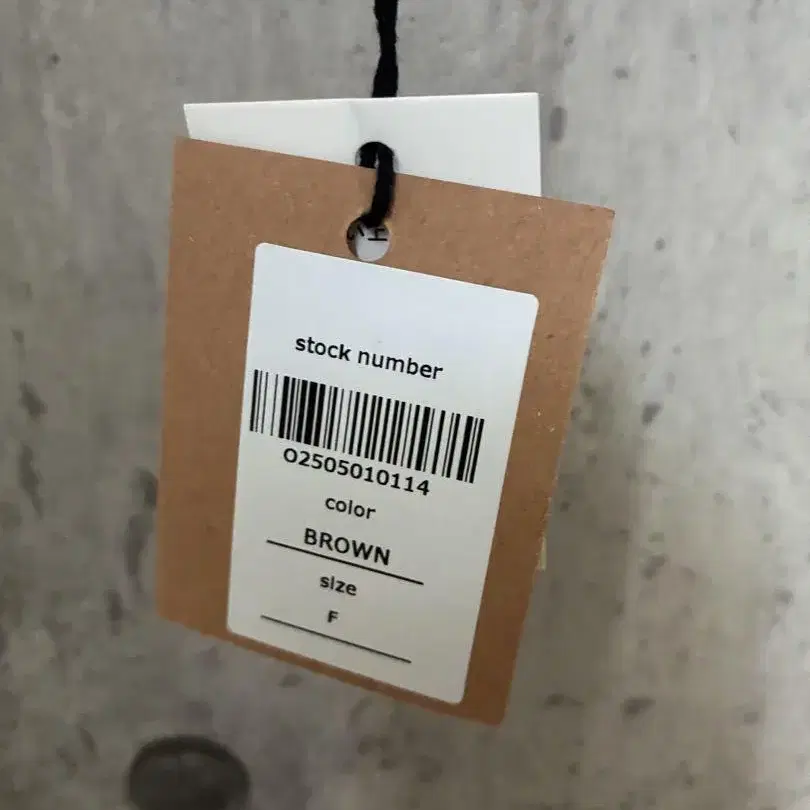 stock number
O2505010114
color
BROWN
size
F